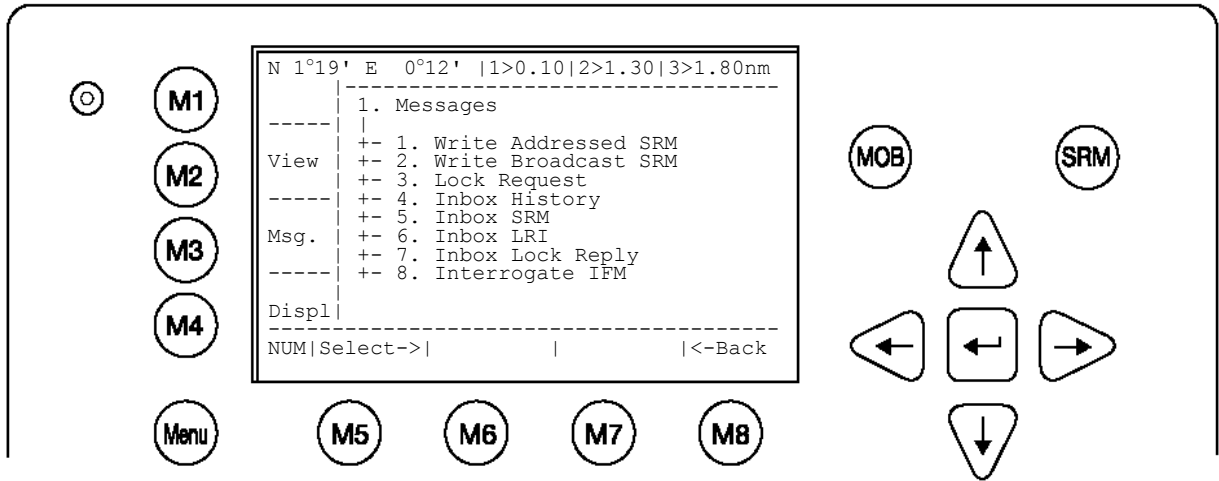 N 1°19' E 0°12' |1>0.10|2>1.30|3>1.80nm
M1
1. Messages
+- 1. Write Addressed SRM
View
+- 2. Write Broadcast SRM
MOB
SRM
M2
+- 3. Lock Request
+- 4. Inbox History
+- 5. Inbox SRM
Msg.
+- 6. Inbox LRI
M3
+- 7. Inbox Lock Reply
+- 8. Interrogate IFM
Displ
M4
NUM|Select->| | |<-Back
Menu M5 M6 M7 M8